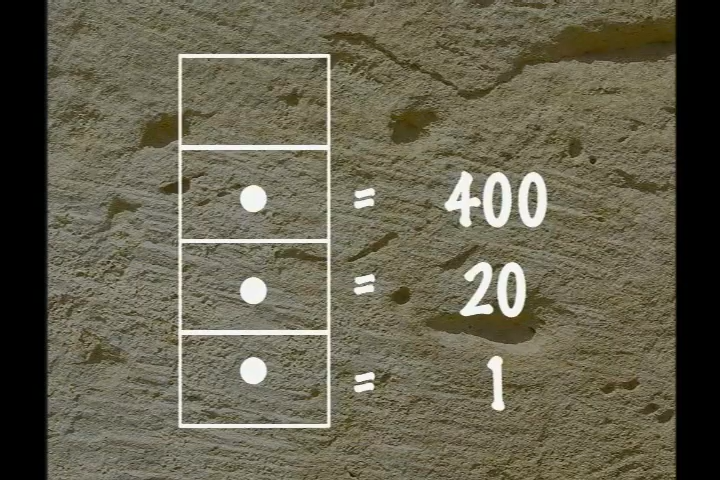 = 400
= 20
= 1